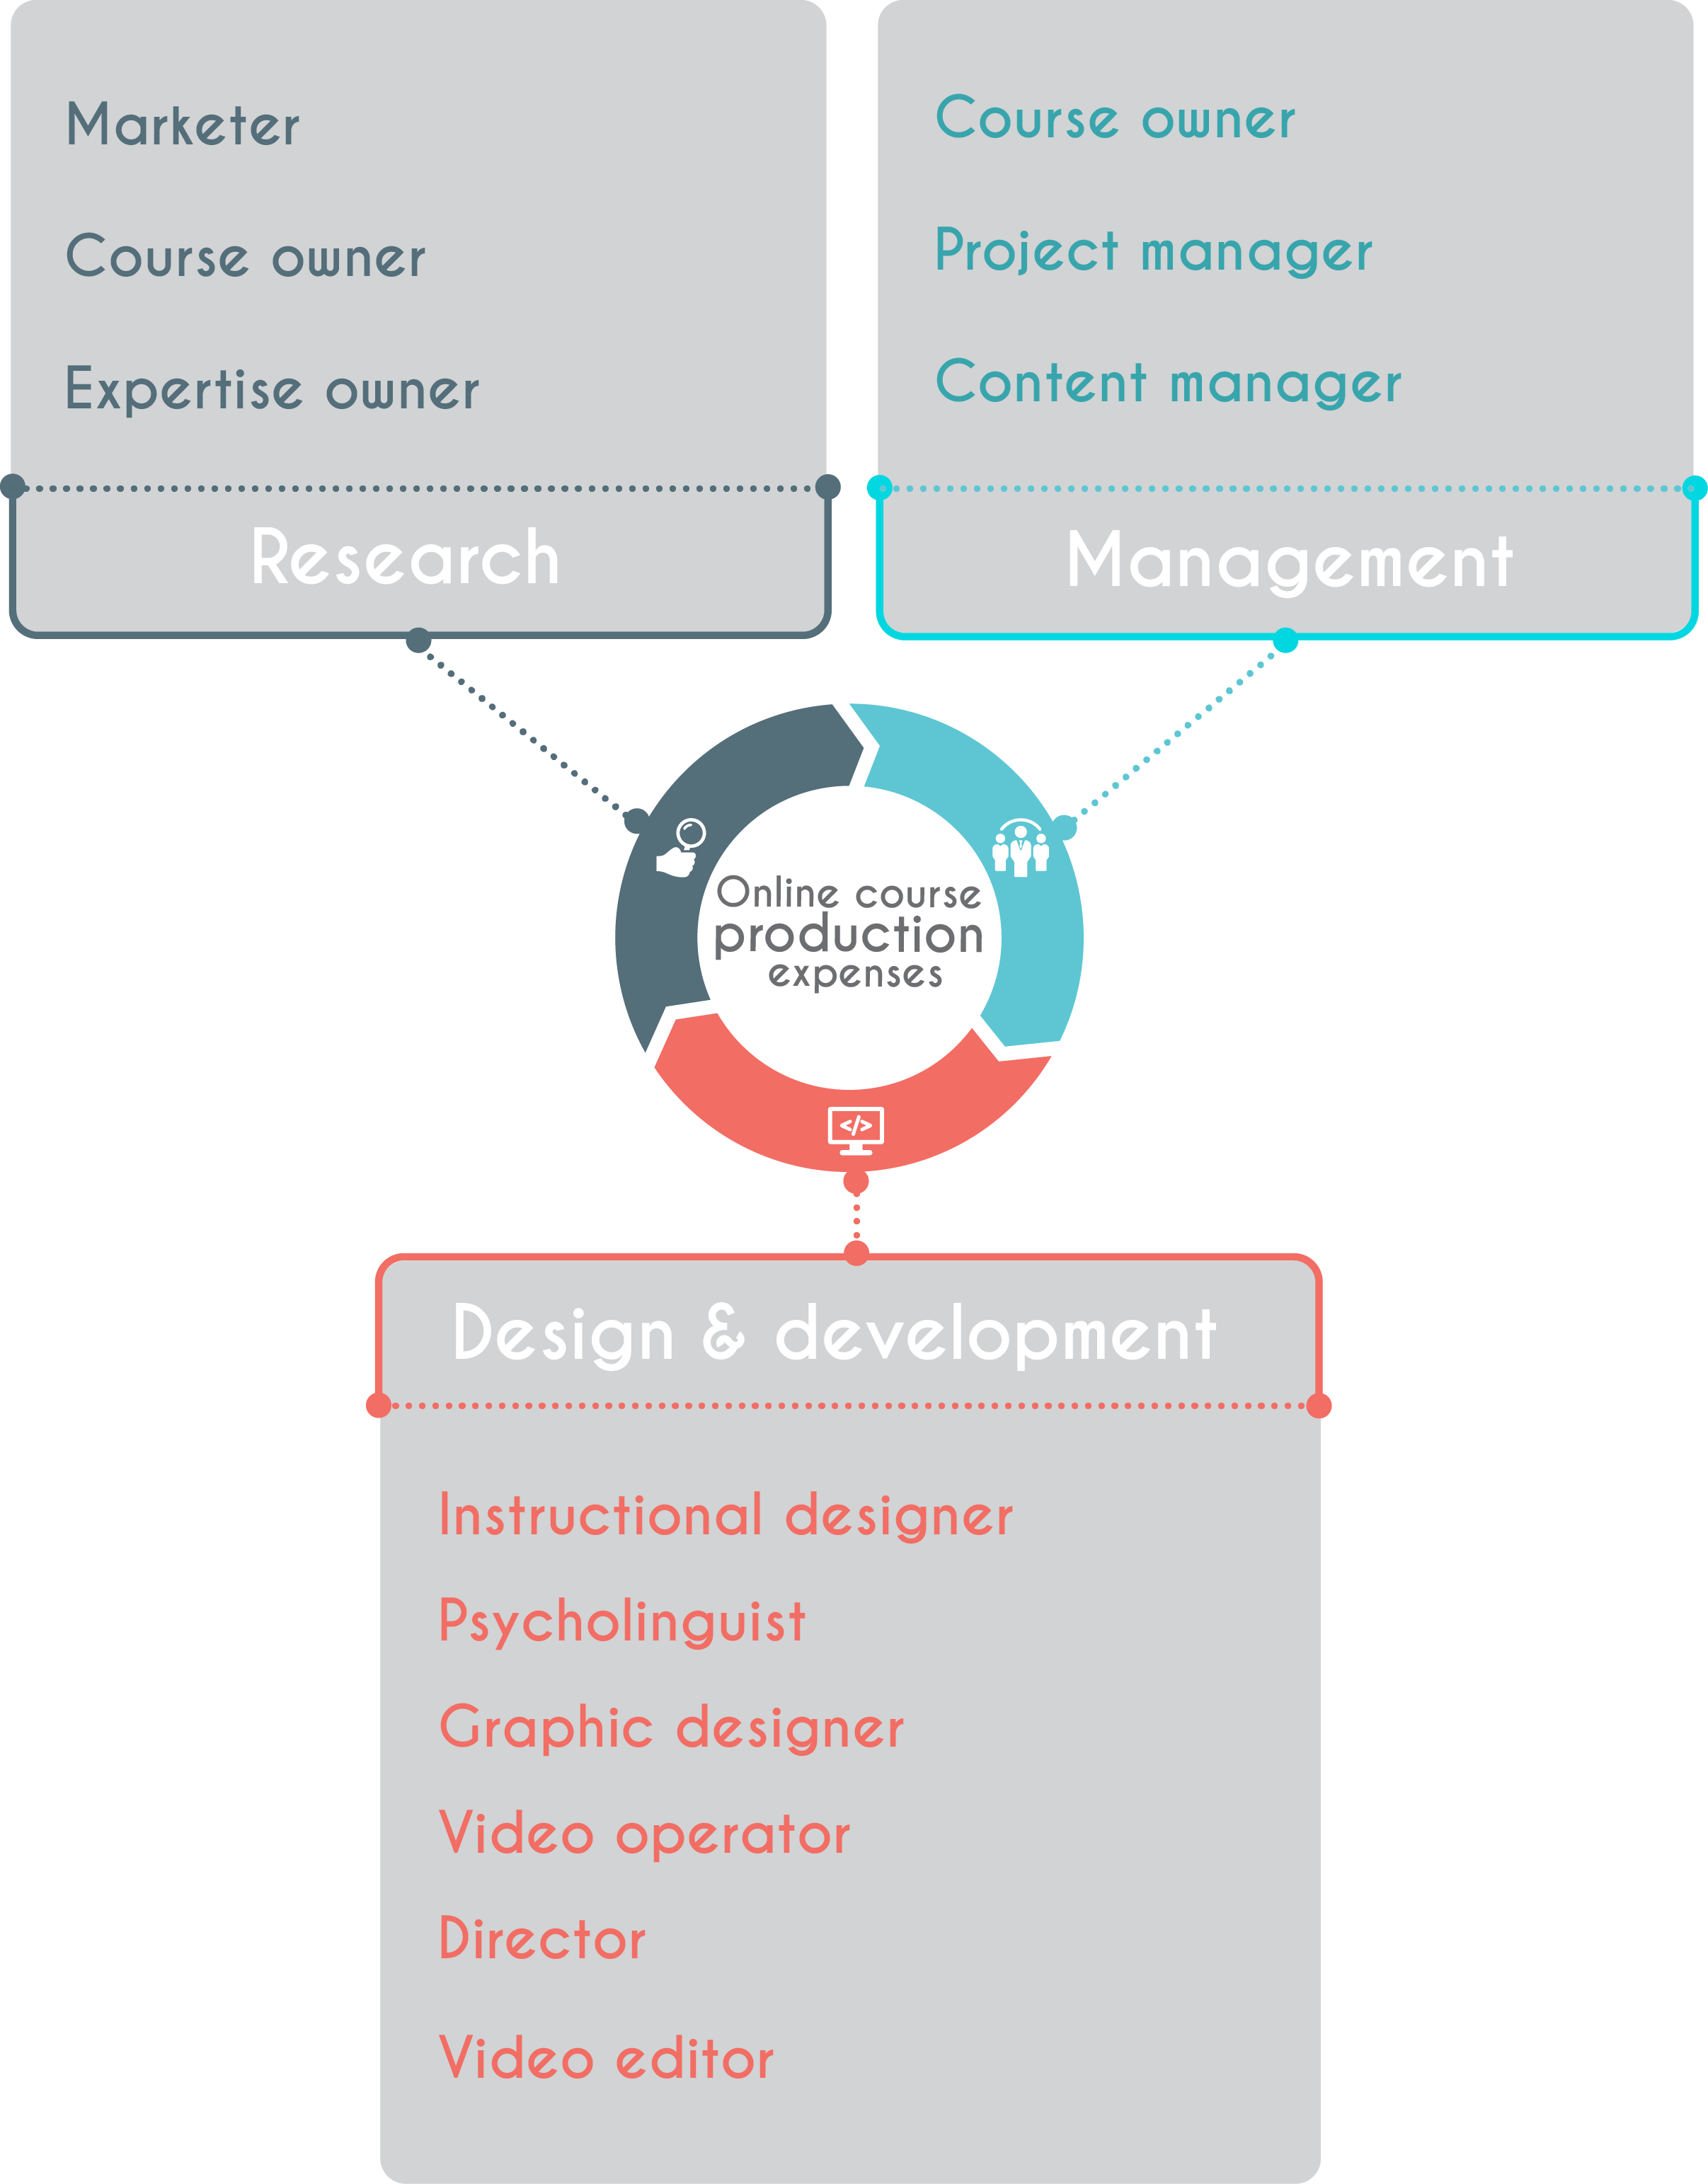 Marketer
Course owner
Expertise owner
Research
Course owner
Project manager
Content manager
Management
Online course
production
expenses
</>
Design & development
Instructional designer
Psycholinguist
Graphic designer
Video operator
Director
Video editor